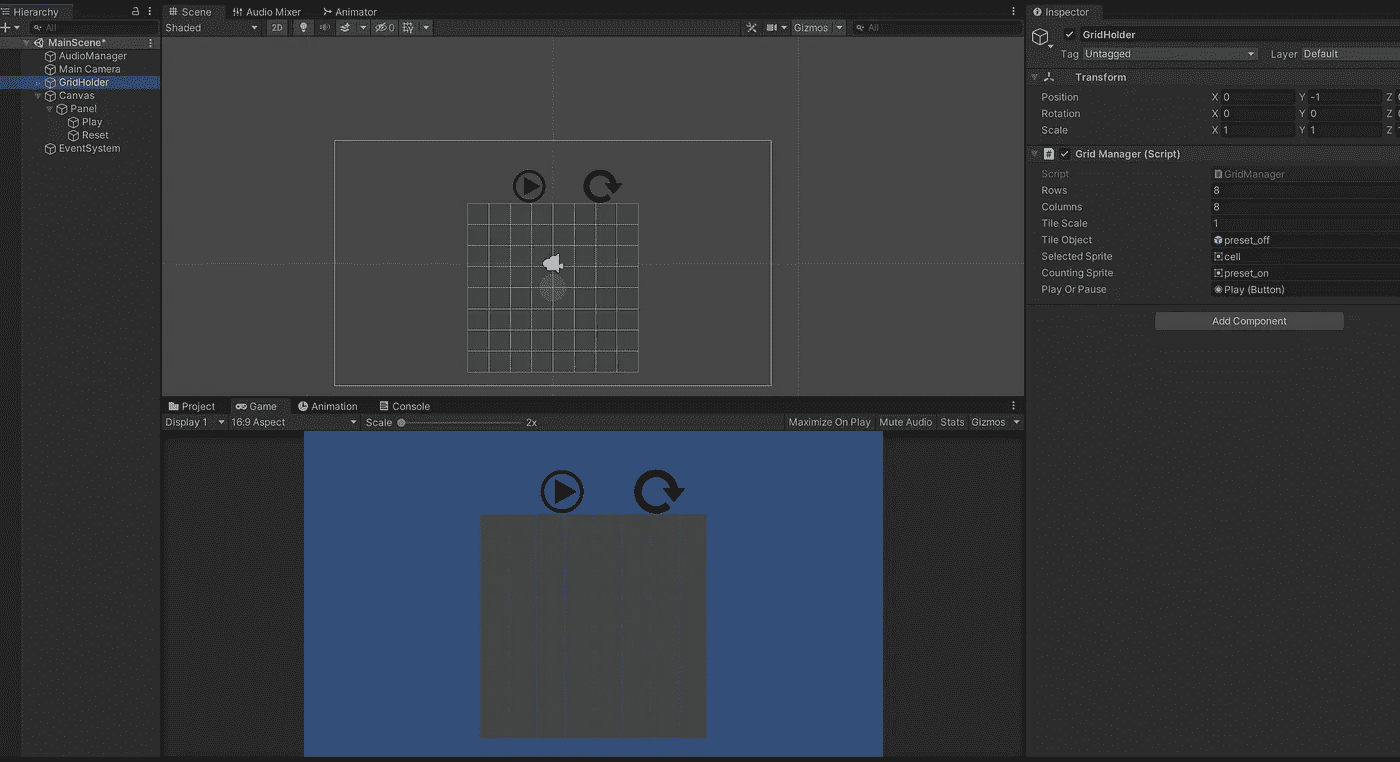 Hierarchy
All
MainScene*
AudioManager
Main Camera
GridHolder
Canvas
Panel
Play
Reset
EventSystem
Scene Audio Mixer Animator
Shaded 2D 0 Gizmos All
Project Game Animation Console
Display 1 16:9 Aspect Scale 2x Maximize On Play Mute Audio Stats Gizmos
Inspector
GridHolder
Tag Untagged Layer Default
Transform
Position X 0 Y -1 Z
Rotation X 0 Y 0 Z
Scale X 1 Y 1 Z
Grid Manager (Script)
Script GridManager
Rows 8
Columns 8
Tile Scale 1
Tile Object preset_off
Selected Sprite cell
Counting Sprite preset_on
Play Or Pause Play (Button)
Add Component